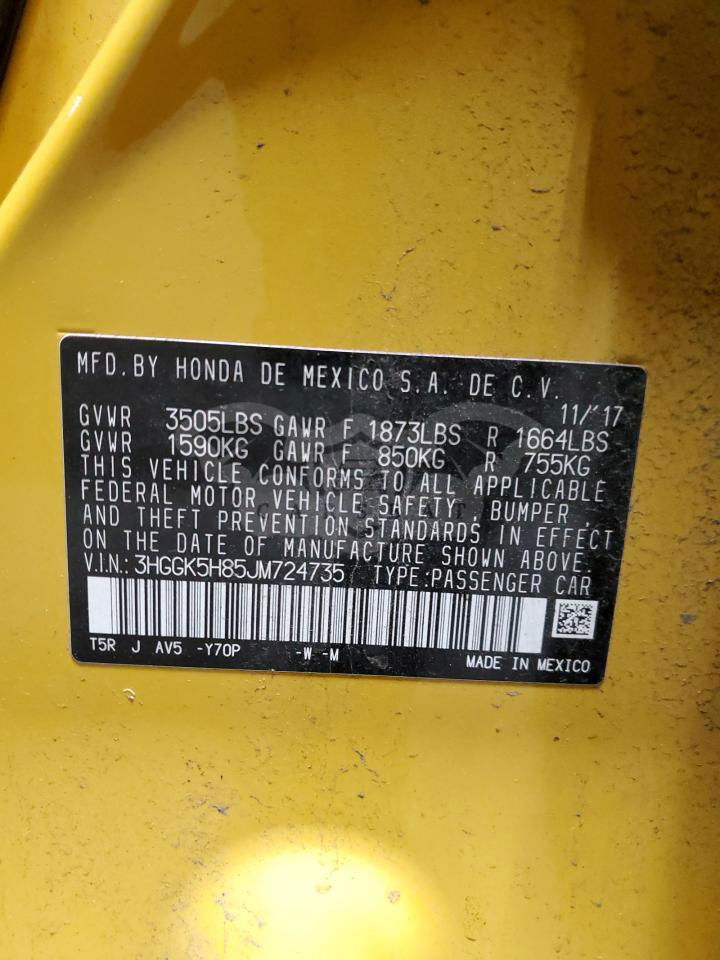 MFD. BY HONDA DE MEXICO S.A. DE C.V.
11/'17
GVWR 3505LBS GAWR F 1873LBS R 1664LBS
GVWR 1590KG GAWR F 850KG R 755KG
THIS VEHICLE CONFORMS TO ALL APPLICABLE
FEDERAL MOTOR VEHICLE SAFETY, BUMPER,
AND THEFT PREVENTION STANDARDS IN EFFECT
ON THE DATE OF MANUFACTURE SHOWN ABOVE.
V.I.N.: 3HGGK5H85JM724735 TYPE:PASSENGER CAR
T5R J AV5 -Y70P -W -M MADE IN MEXICO